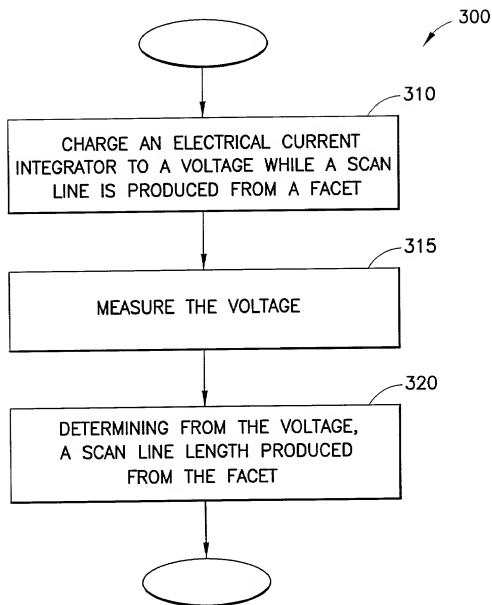 300
310
CHARGE AN ELECTRICAL CURRENT
INTEGRATOR TO A VOLTAGE WHILE A SCAN
LINE IS PRODUCED FROM A FACET
315
MEASURE THE VOLTAGE
320
DETERMINING FROM THE VOLTAGE,
A SCAN LINE LENGTH PRODUCED
FROM THE FACET